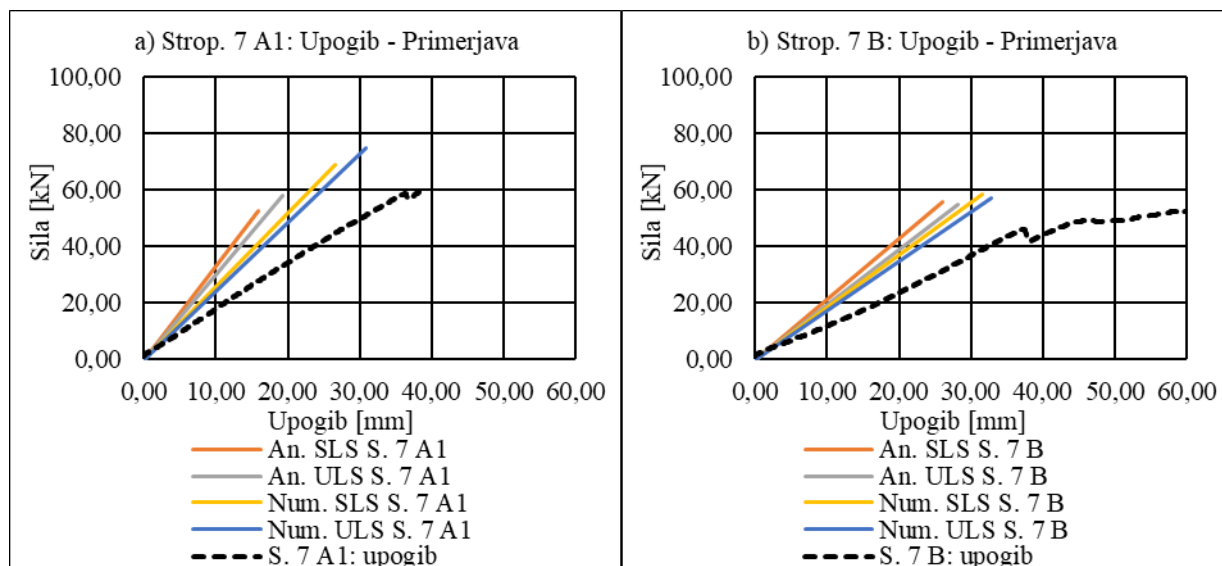 a) Strop. 7 A1: Upogib - Primerjava
100,00
80,00
60,00
40,00
20,00
0,00
Sila [kN]
0,00 10,00 20,00 30,00 40,00 50,00 60,00
Upogib [mm]
An. SLS S. 7 A1
An. ULS S. 7 A1
Num. SLS S. 7 A1
Num. ULS S. 7 A1
S. 7 A1: upogib
b) Strop. 7 B: Upogib - Primerjava
100,00
80,00
60,00
40,00
20,00
0,00
Sila [kN]
0,00 10,00 20,00 30,00 40,00 50,00 60,00
Upogib [mm]
An. SLS S. 7 B
An. ULS S. 7 B
Num. SLS S. 7 B
Num. ULS S. 7 B
S. 7 B: upogib